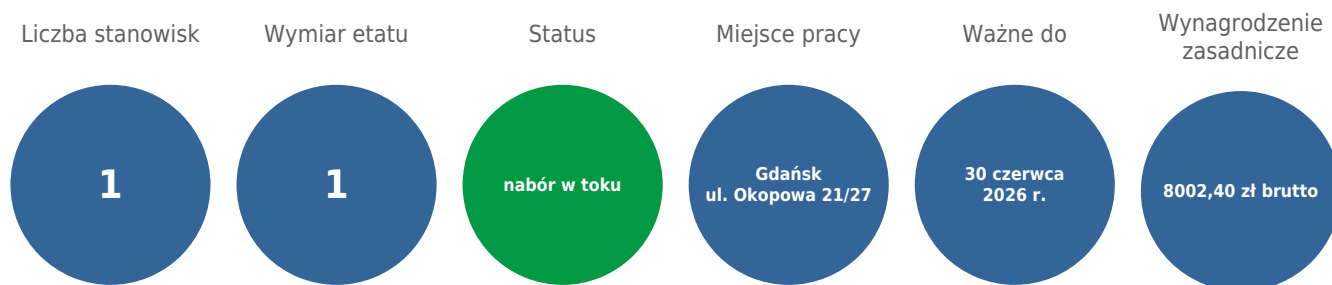 Liczba stanowisk
1
Wymiar etatu
1
Status
nabór w toku
Miejsce pracy
Gdańsk
ul. Okopowa 21/27
Ważne do
30 czerwca
2026 r.
Wynagrodzenie
zasadnicze
8002,40 zł brutto